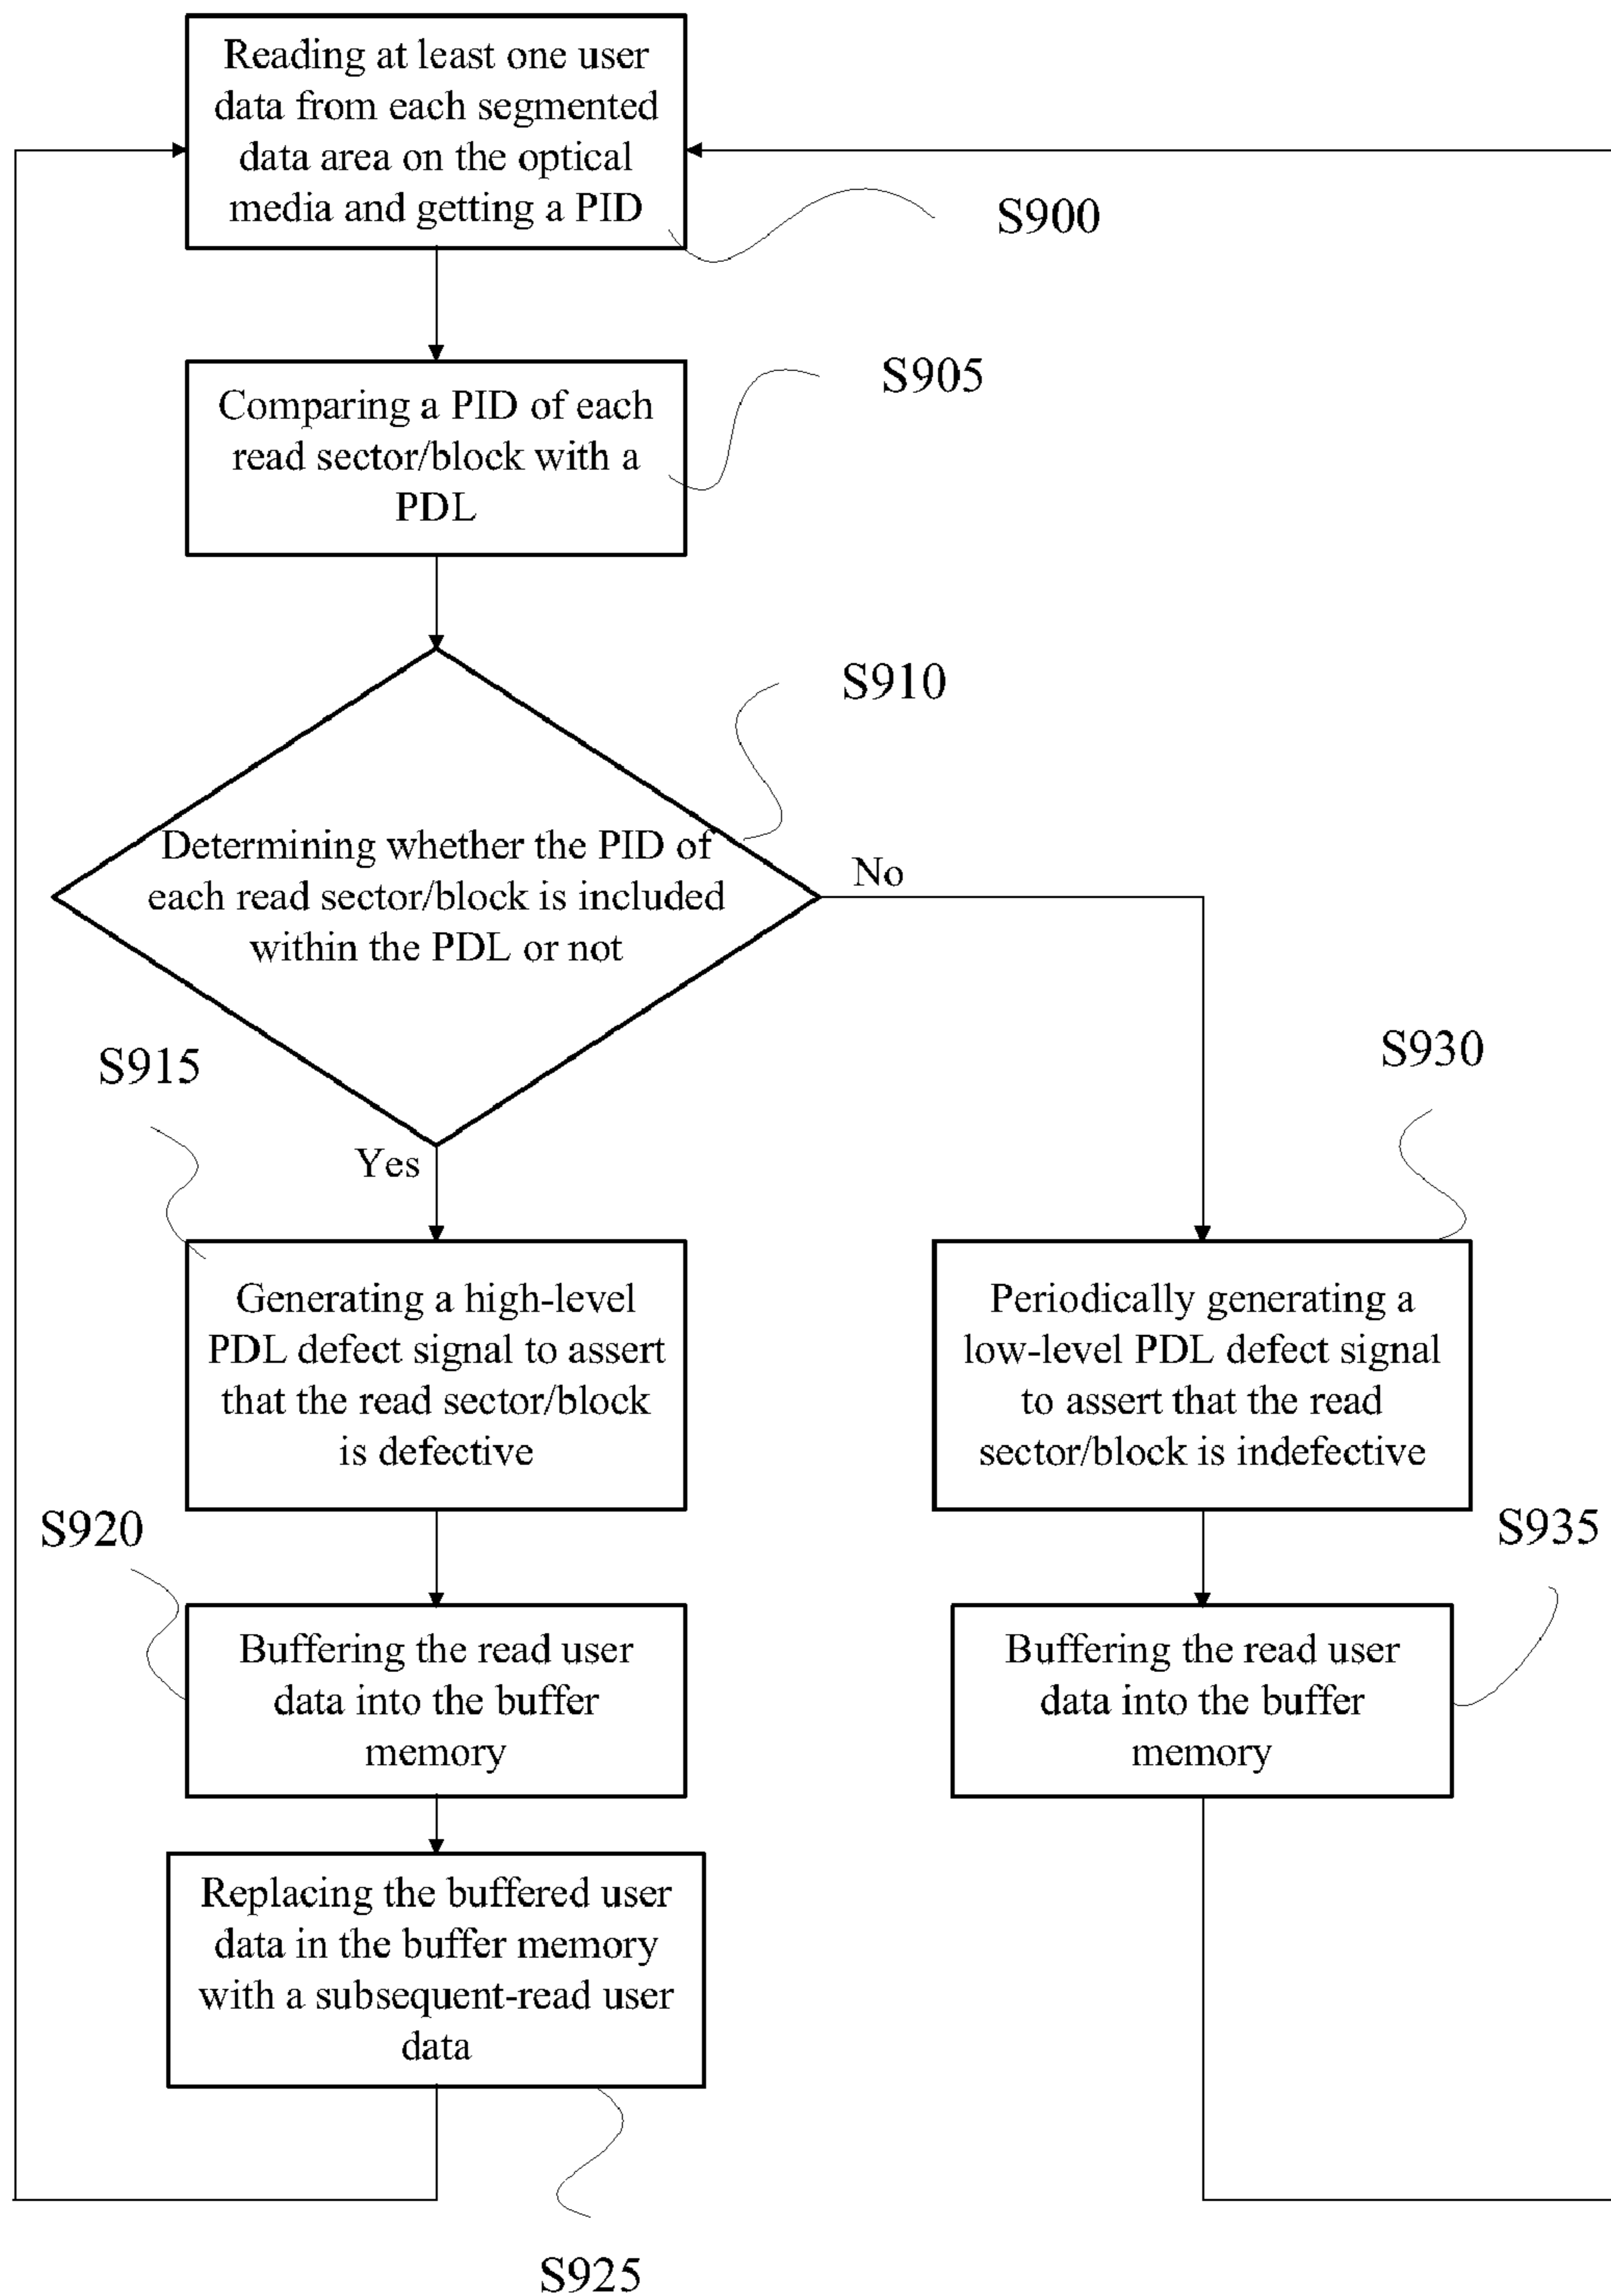 Reading at least one user
data from each segmented
data area on the optical
media and getting a PID
S900
Comparing a PID of each
read sector/block with a
PDL
S905
S910
Determining whether the PID of
each read sector/block is included
within the PDL or not
No
Yes
S915
Generating a high-level
PDL defect signal to assert
that the read sector/block
is defective
S930
Periodically generating a
low-level PDL defect signal
to assert that the read
sector/block is indefective
S920
Buffering the read user
data into the buffer
memory
S935
Buffering the read user
data into the buffer
memory
Replacing the buffered user
data in the buffer memory
with a subsequent-read user
data
S925